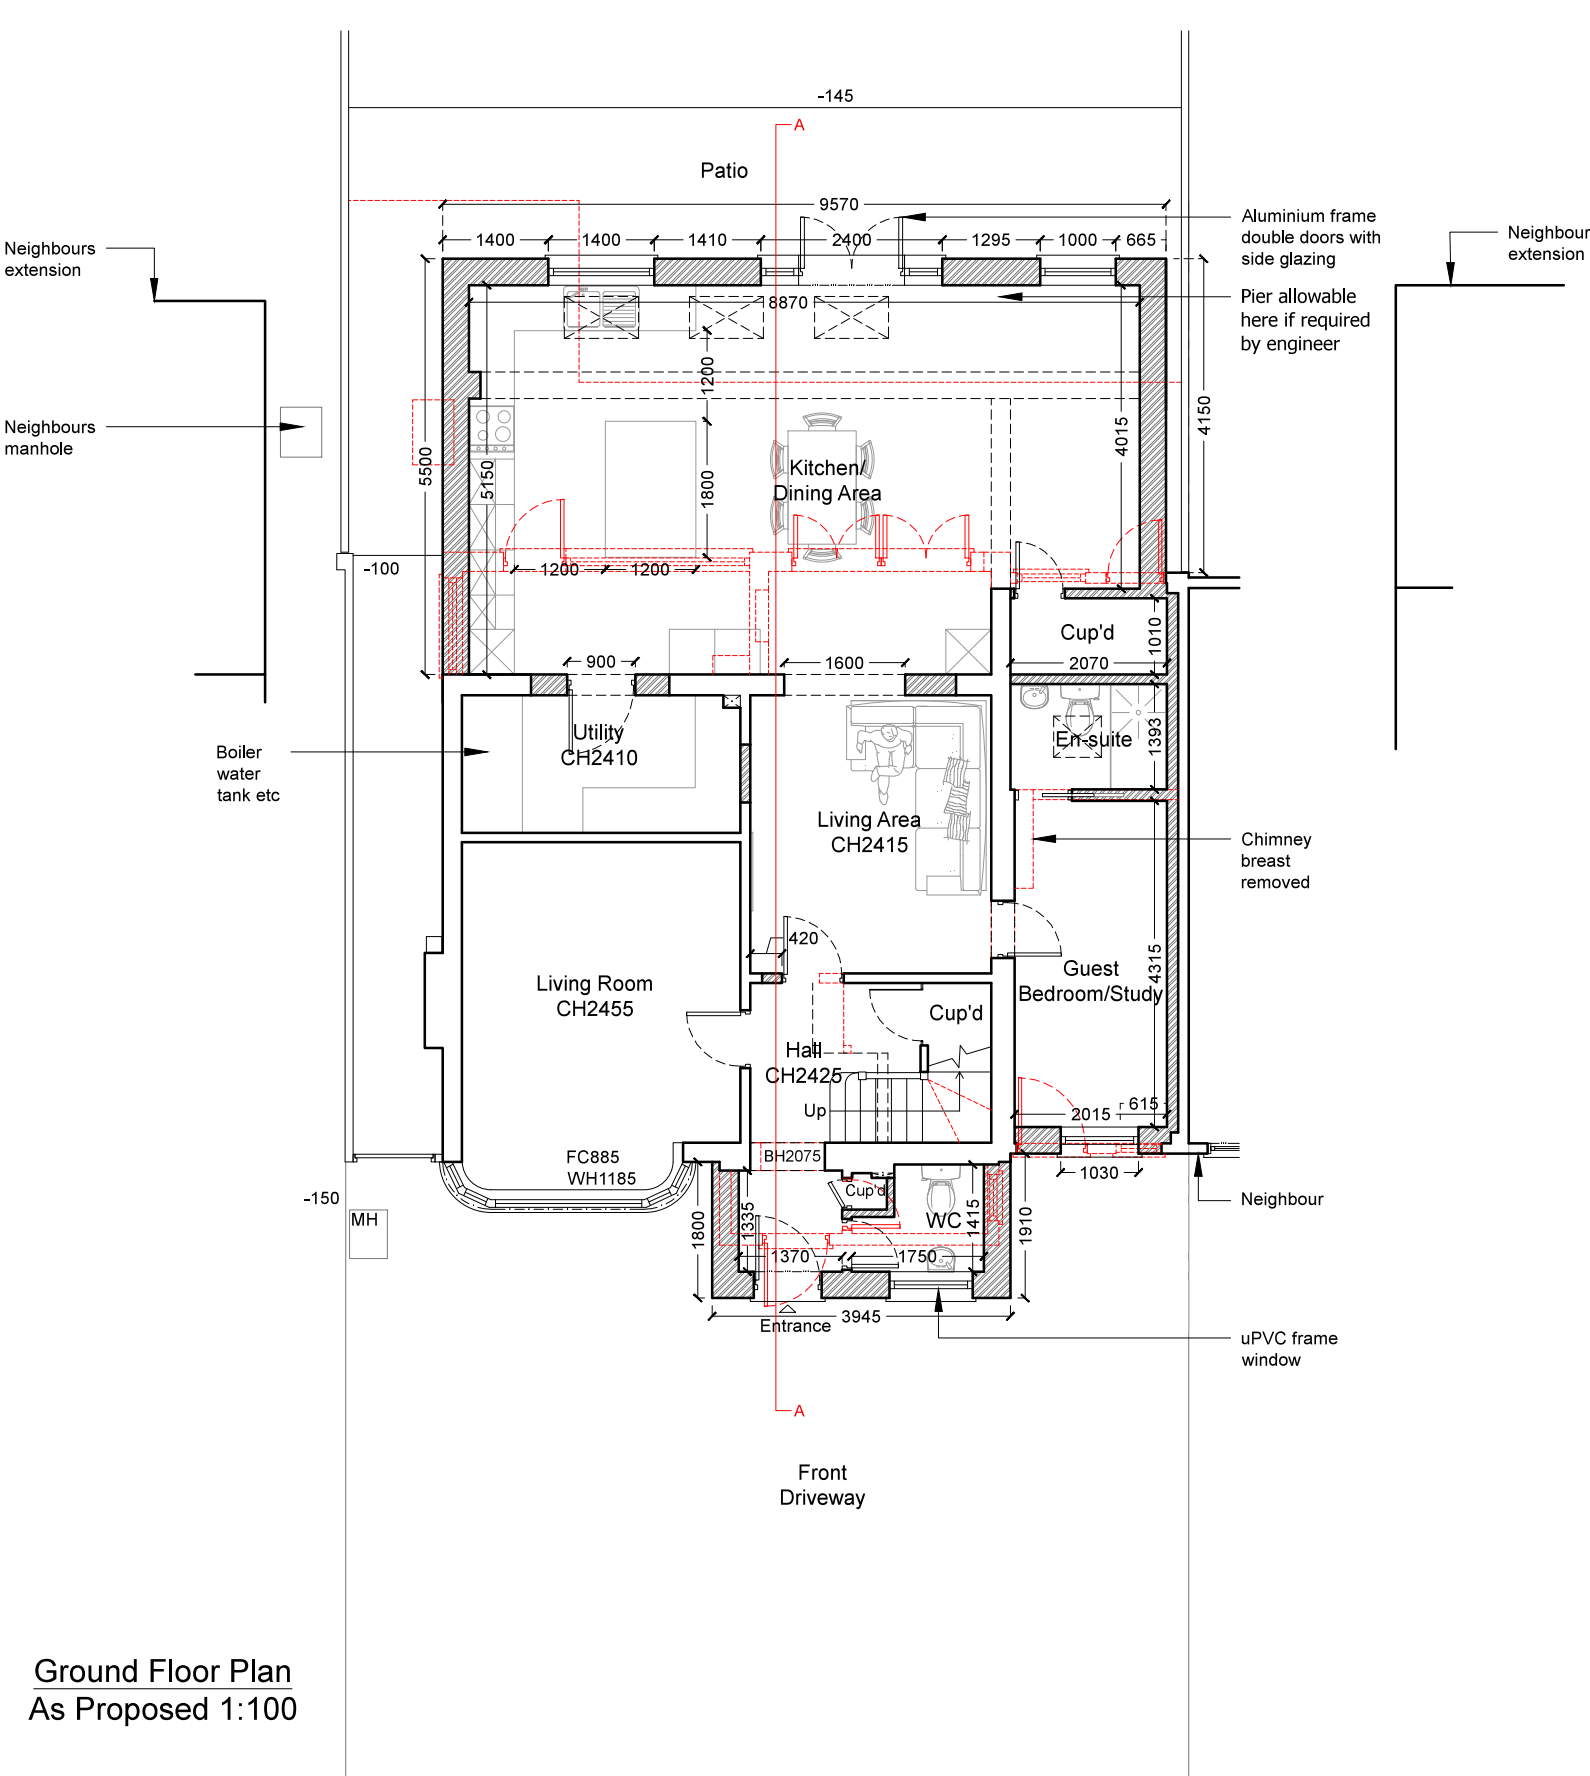 -145
A
Patio
9570
Aluminium frame
double doors with
side glazing
Neighbours
extension
Neighbour
extension
1400
1400
1410
2400
1295
1000
665
8870
Pier allowable
here if required
by engineer
1200
4015
4150
Neighbours
manhole
5500
5150
1800
Kitchen/
Dining Area
-100
1200
1200
Cup'd
1010
900
1600
2070
Utility
CH2410
En-suite
1393
Boiler
water
tank etc
Living Area
CH2415
Chimney
breast
removed
420
Living Room
CH2455
Guest
Bedroom/Study
4315
Cup'd
Hall
CH2425
Up
615
2015
FC885
WH1185
BH2075
1030
-150
MH
Cup'd
WC
1800
1335
1415
1910
Neighbour
1370
1750
3945
Entrance
uPVC frame
window
A
Front
Driveway
Ground Floor Plan
As Proposed 1:100